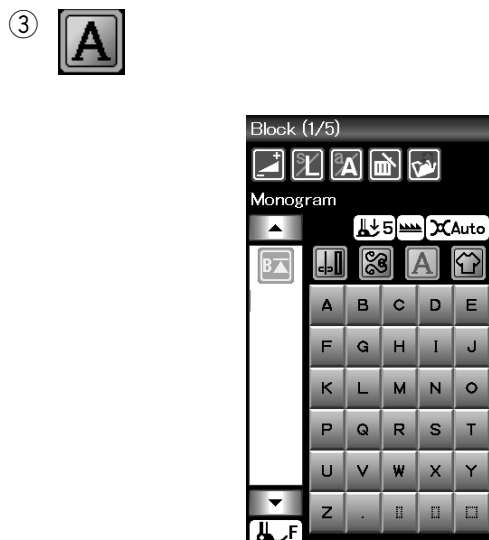 ③ A
Block (1/5)
S L a A
Monogram
5 Auto
B A
A B C D E
F G H I J
K L M N O
P Q R S T
U V W X Y
Z .
F